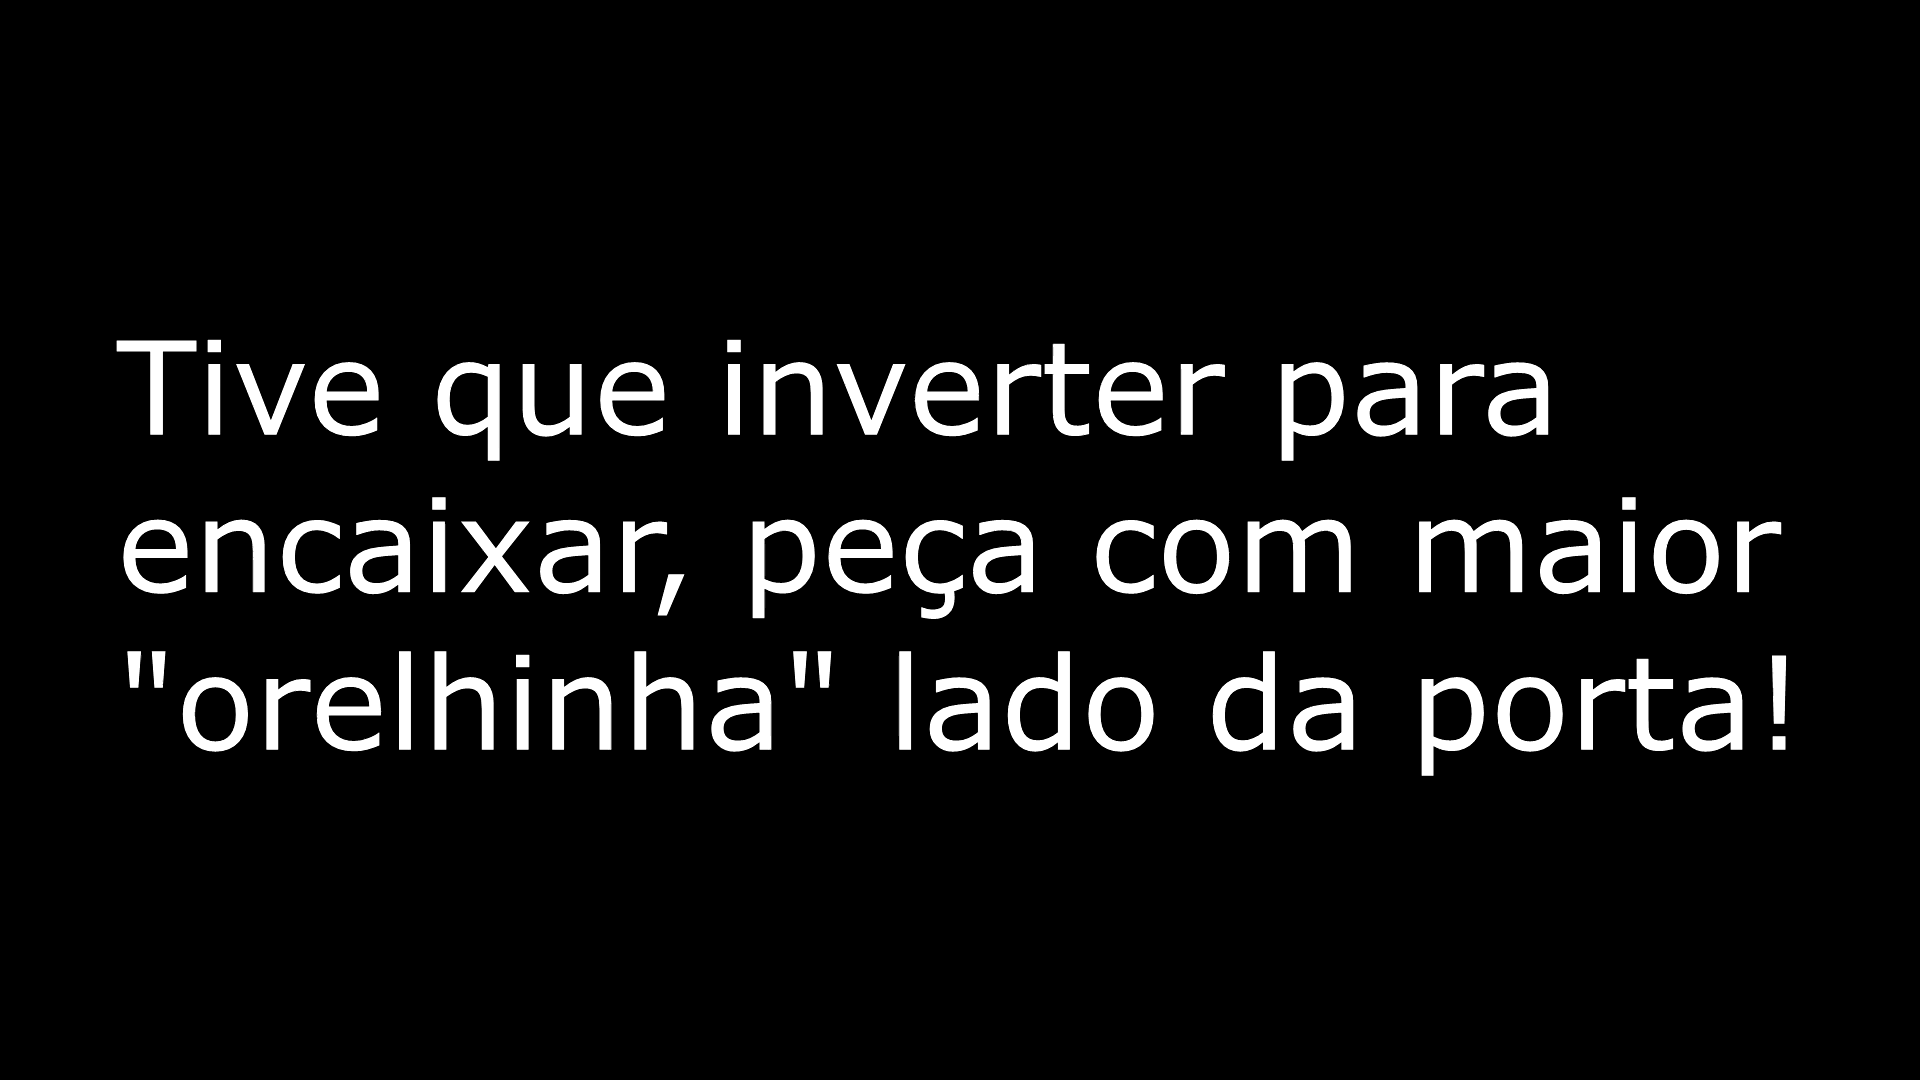 Tive que inverter para
encaixar, peça com maior
"orelhinha" lado da porta!